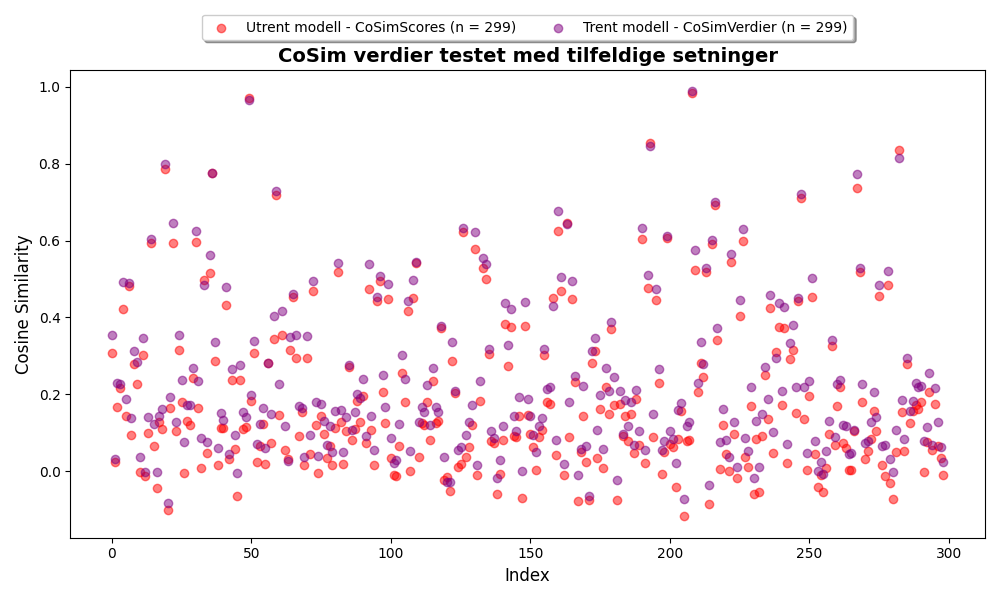 Utrent modell - CoSimScores (n = 299) Trent modell - CoSimVerdier (n = 299)
CoSim verdier testet med tilfeldige setninger
1.0
0.8
0.6
0.4
0.2
0.0
Cosine Similarity
0 50 100 150 200 250 300
Index